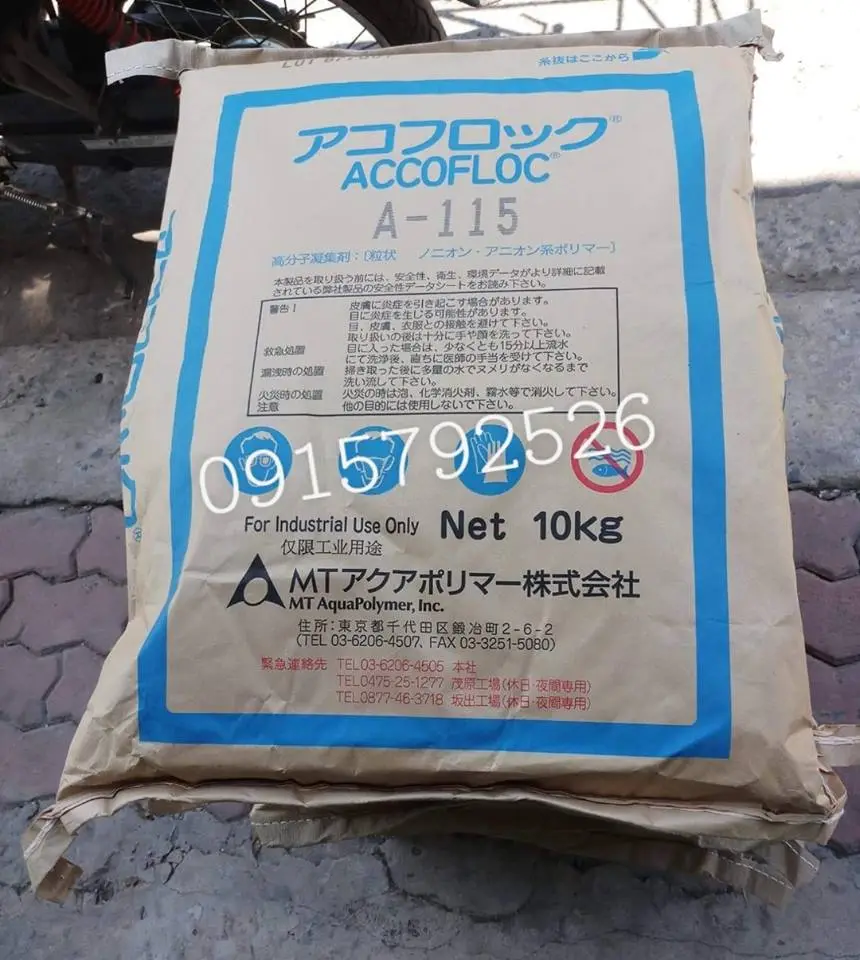 糸抜はここから
アコフロック®
ACCOFLOC®
A-115
高分子凝集剤:〔粒状 ノニオン・アニオン系ポリマー〕
本製品を取り扱う前には、安全性、衛生、環境データがより詳細に記載
されている弊社製品の安全性データシートをお読み下さい。
警告! 皮膚に炎症を引き起こす場合があります。
目に炎症を生じる可能性があります。
目、皮膚、衣服との接触を避けて下さい。
取り扱いの後は十分に手や顔を洗って下さい。
救急処置 目に入った場合は、少なくとも15分以上流水
にて洗浄後、直ちに医師の手当を受けて下さい。
漏洩時の処置 掃き取った後に多量の水でヌメリがなくなるまで
洗い流して下さい。
火災時の処置 火災の時は泡、化学消火剤、霧水等で消火して下さい。
注意 他の目的には使用しないで下さい。
0915792526
For Industrial Use Only Net 10kg
仅限工业用途
MTアクアポリマー株式会社
MT AquaPolymer, Inc.
住所:東京都千代田区鍛冶町2-6-2
(TEL 03-6206-4507, FAX 03-3251-5080)
緊急連絡先 TEL03-6206-4505 本社
TEL0475-25-1277 茂原工場(休日・夜間専用)
TEL0877-46-3718 坂出工場(休日・夜間専用)